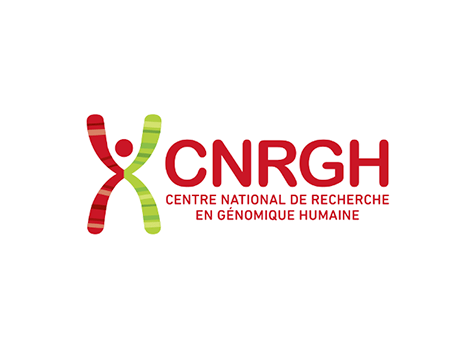 CNRGH
CENTRE NATIONAL DE RECHERCHE
EN GÉNOMIQUE HUMAINE